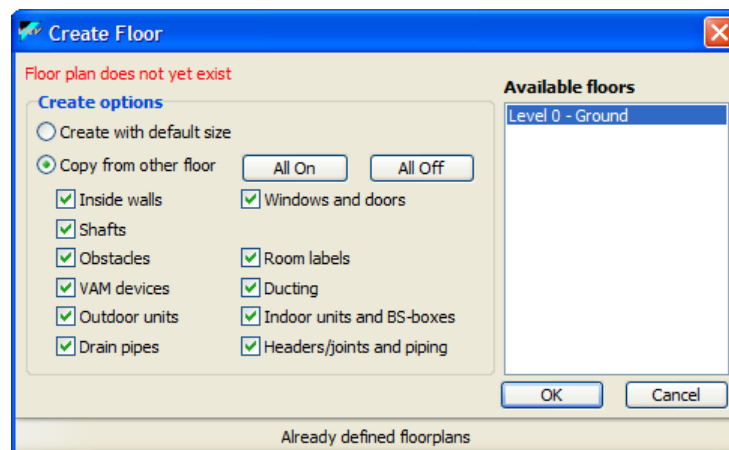 Create Floor
Floor plan does not yet exist
Create options
Create with default size
Copy from other floor
All On
All Off
Inside walls
Windows and doors
Shafts
Obstacles
Room labels
VAM devices
Ducting
Outdoor units
Indoor units and BS-boxes
Drain pipes
Headers/joints and piping
Available floors
Level 0 - Ground
OK
Cancel
Already defined floorplans